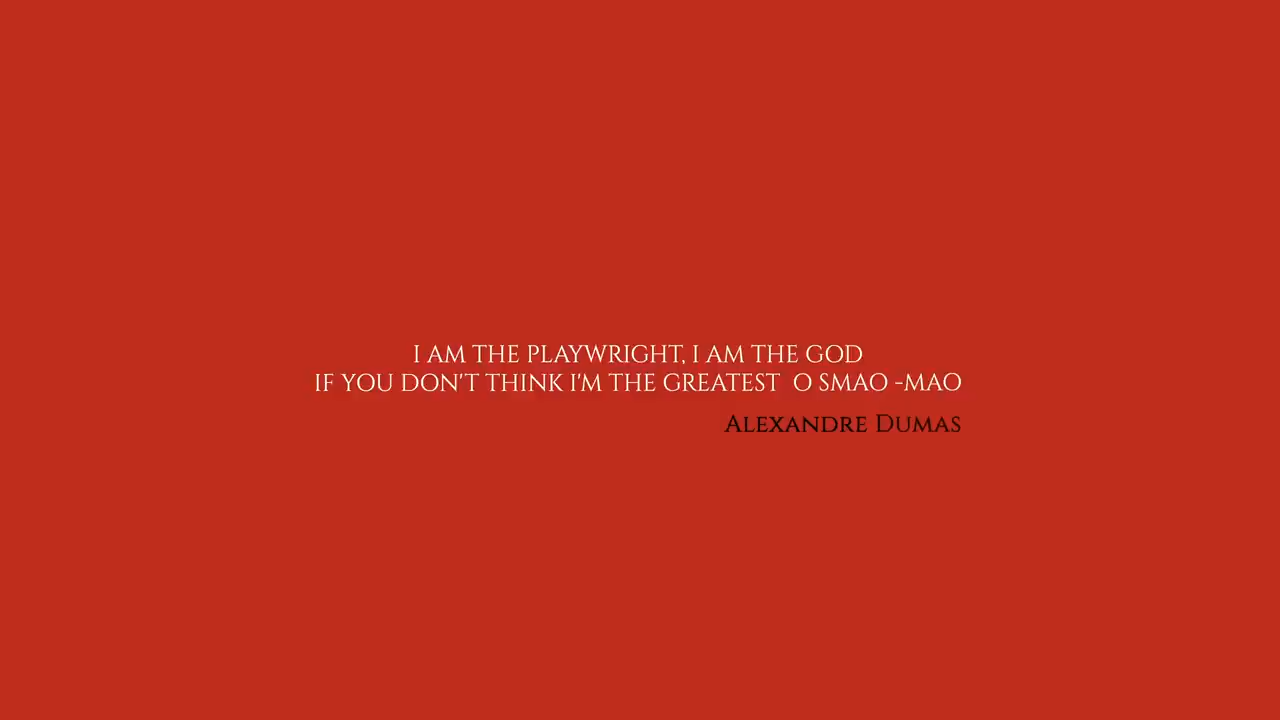 I AM THE PLAYWRIGHT, I AM THE GOD
IF YOU DON'T THINK I'M THE GREATEST  O SMAO -MAO
ALEXANDRE DUMAS